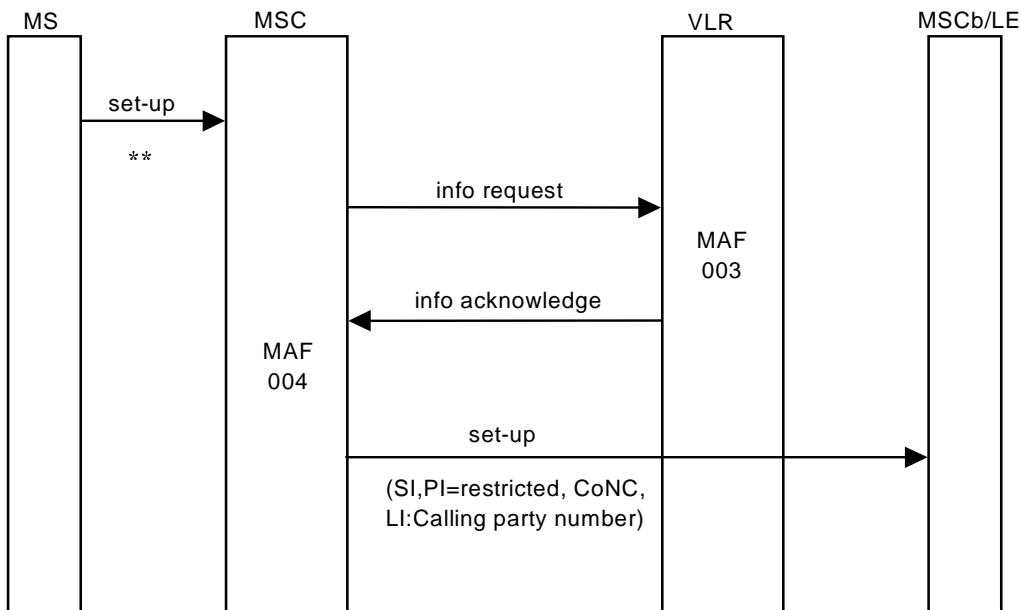 MS
MSC
VLR
MSCb/LE
set-up
**
info request
MAF
003
info acknowledge
MAF
004
set-up
(SI,PI=restricted, CoNC,
LI:Calling party number)